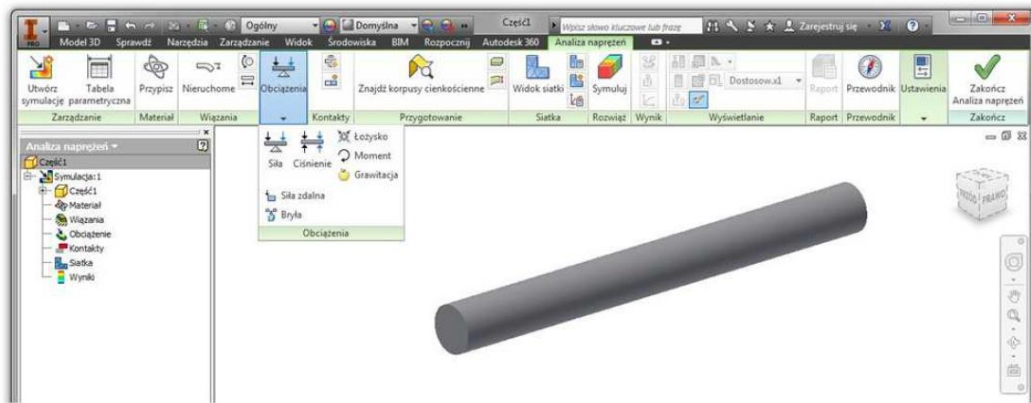 PRO Ogólny Domyślna Część1 Wpisz słowo kluczowe lub frazę Zarejestruj się
Model 3D Sprawdź Narzędzia Zarządzanie Widok Środowiska BIM Rozpocznij Autodesk 360 Analiza naprężeń
Utwórz symulację
Tabela parametryczna
Przypisz
Nieruchome
Obciążenia
Znajdź korpusy cienkościenne
Widok siatki
Symuluj
Dostosow.x1
Raport
Przewodnik
Ustawienia
Zakończ Analiza naprężeń
Zarządzanie Materiał Wiązania Kontakty Przygotowanie Siatka Rozwiąż Wynik Wyświetlanie Raport Przewodnik Zakończ
Siła
Ciśnienie
Łożysko
Moment
Grawitacja
Siła zdalna
Bryła
Obciążenia
Analiza naprężeń
Część1
Symulacja:1
Część1
Materiał
Wiązania
Obciążenie
Kontakty
Siatka
Wyniki
PRZÓD PRAWO